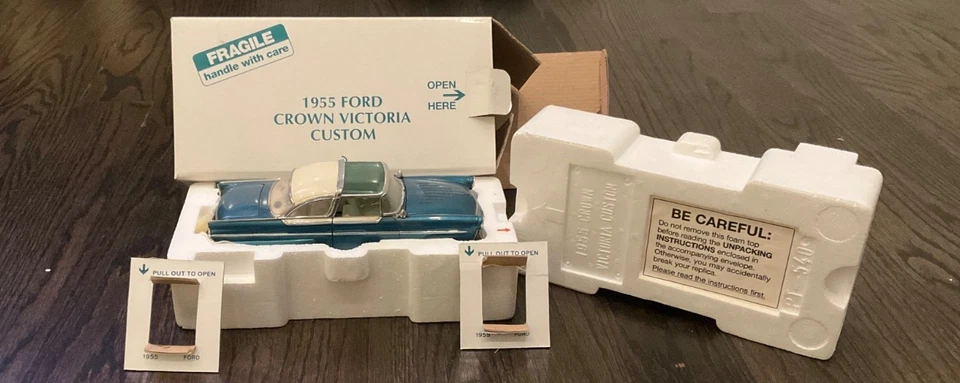 FRAGILE
handle with care
OPEN
HERE
1955 FORD
CROWN VICTORIA
CUSTOM
1955 CROWN
VICTORIA CUSTOM
BE CAREFUL:
Do not remove this foam top
before reading the UNPACKING
INSTRUCTIONS enclosed in
the accompanying envelope.
Otherwise, you may accidentally
break your replica.
Please read the instructions first.
PULL OUT TO OPEN
1955 FORD
PULL OUT TO OPEN
1955 FORD